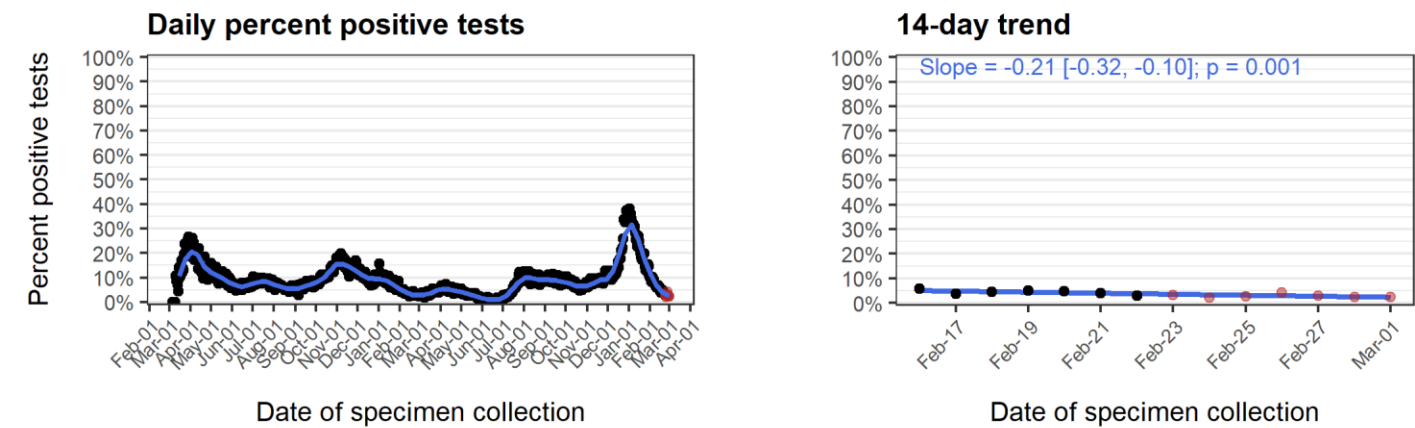 Daily percent positive tests
Percent positive tests
100%
90%
80%
70%
60%
50%
40%
30%
20%
10%
0%
Feb-01
Mar-01
Apr-01
May-01
Jun-01
Jul-01
Aug-01
Sep-01
Oct-01
Nov-01
Dec-01
Jan-01
Feb-01
Mar-01
Apr-01
May-01
Jun-01
Jul-01
Aug-01
Sep-01
Oct-01
Nov-01
Dec-01
Jan-01
Feb-01
Mar-01
Apr-01
Date of specimen collection
14-day trend
Slope = -0.21 [-0.32, -0.10]; p = 0.001
100%
90%
80%
70%
60%
50%
40%
30%
20%
10%
0%
Feb-17
Feb-19
Feb-21
Feb-23
Feb-25
Feb-27
Mar-01
Date of specimen collection